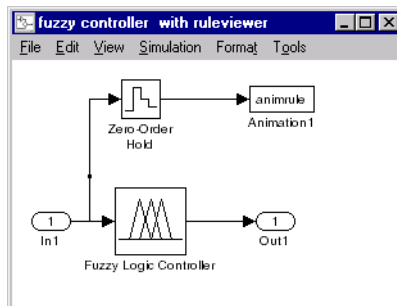 fuzzy controller with ruleviewer
File Edit View Simulation Format Tools
animrule
Zero-Order
Hold
Animation1
1
In1
1
Out1
Fuzzy Logic Controller